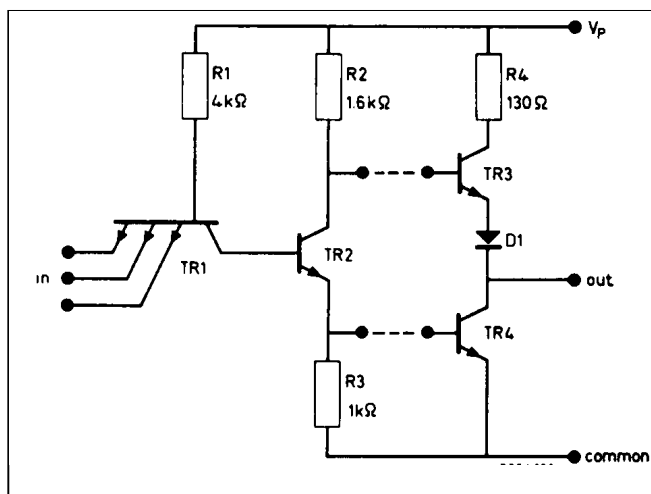 Vp
R1
4kΩ
R2
1.6kΩ
R4
130Ω
TR3
D1
in
TR1
TR2
out
TR4
R3
1kΩ
common